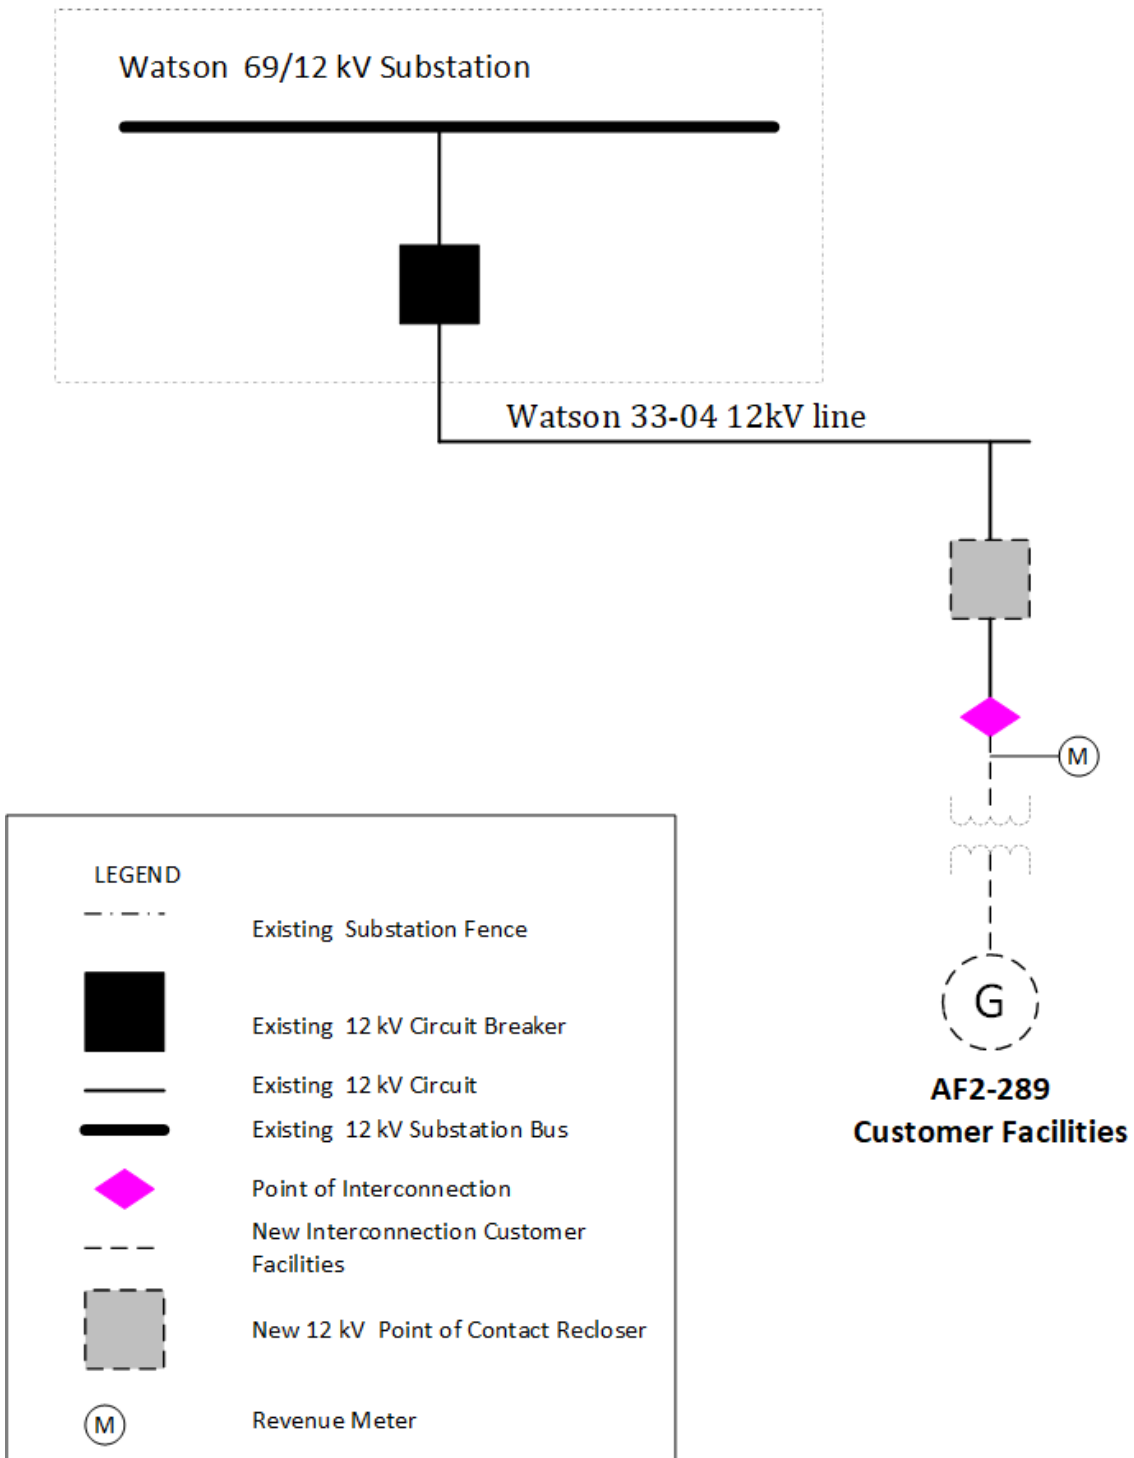 Watson 69/12 kV Substation
Watson 33-04 12kV line
M
G
AF2-289
Customer Facilities
LEGEND
Existing Substation Fence
Existing 12 kV Circuit Breaker
Existing 12 kV Circuit
Existing 12 kV Substation Bus
Point of Interconnection
New Interconnection Customer
Facilities
New 12 kV Point of Contact Recloser
M Revenue Meter